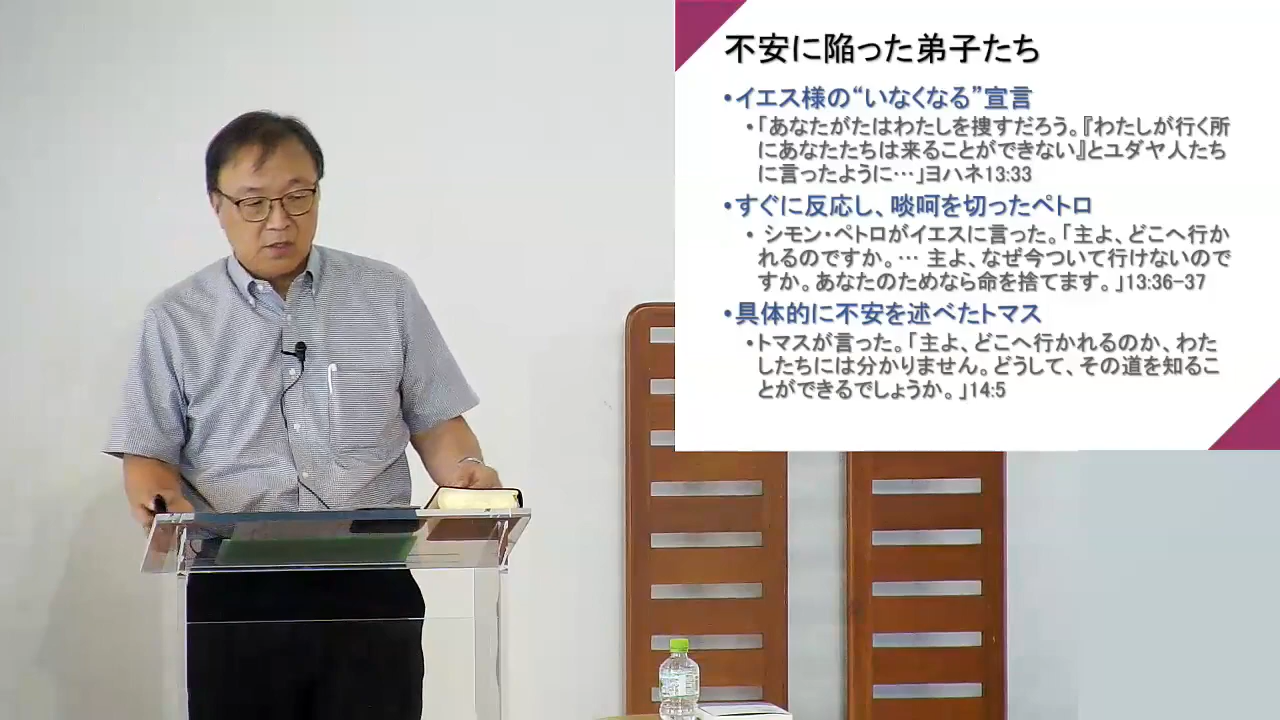 不安に陥った弟子たち
•イエス様の“いなくなる”宣言
•「あなたがたはわたしを捜すだろう。『わたしが行く所
にあなたたちは来ることができない』とユダヤ人たち
に言ったように…」ヨハネ13:33
•すぐに反応し、啖呵を切ったペトロ
• シモン・ペトロがイエスに言った。「主よ、どこへ行か
れるのですか。… 主よ、なぜ今ついて行けないので
すか。あなたのためなら命を捨てます。」13:36-37
•具体的に不安を述べたトマス
•トマスが言った。「主よ、どこへ行かれるのか、わた
したちには分かりません。どうして、その道を知るこ
とができるでしょうか。」14:5